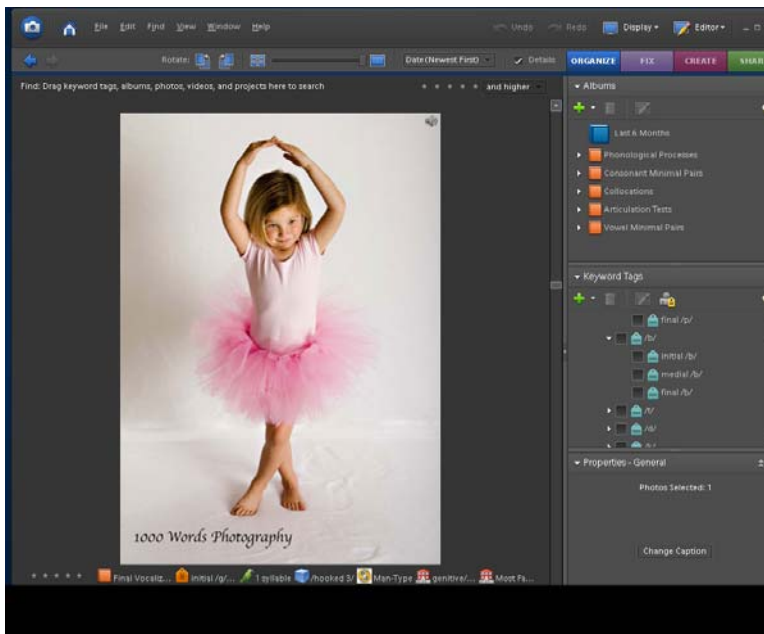 File Edit Find View Window Help Undo Redo Display Editor
Rotate: Date (Newest First) Details ORGANIZE FIX CREATE SHAR
Find: Drag keyword tags, albums, photos, videos, and projects here to search and higher
Albums
Last 6 Months
Phonological Processes
Consonant Minimal Pairs
Collocations
Articulation Tests
Vowel Minimal Pairs
Keyword Tags
final /p/
/b/
initial /b/
medial /b/
final /b/
/t/
/d/
Properties - General
Photos Selected: 1
Change Caption
1000 Words Photography
Final Vocaliz... initial /g/... 1 syllable /hooked 3/ Man-Type genitive/... Most Fa...